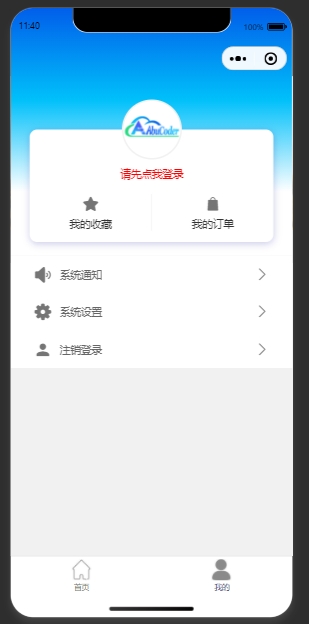 11:40
100%
AbuCoder
请先点我登录
我的收藏
我的订单
系统通知
系统设置
注销登录
首页
我的